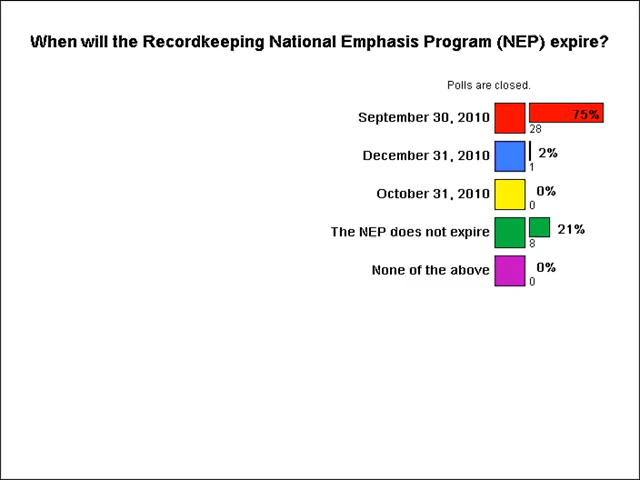 When will the Recordkeeping National Emphasis Program (NEP) expire?
Polls are closed.
September 30, 2010 75%
28
December 31, 2010 2%
1
October 31, 2010 0%
0
The NEP does not expire 21%
8
None of the above 0%
0